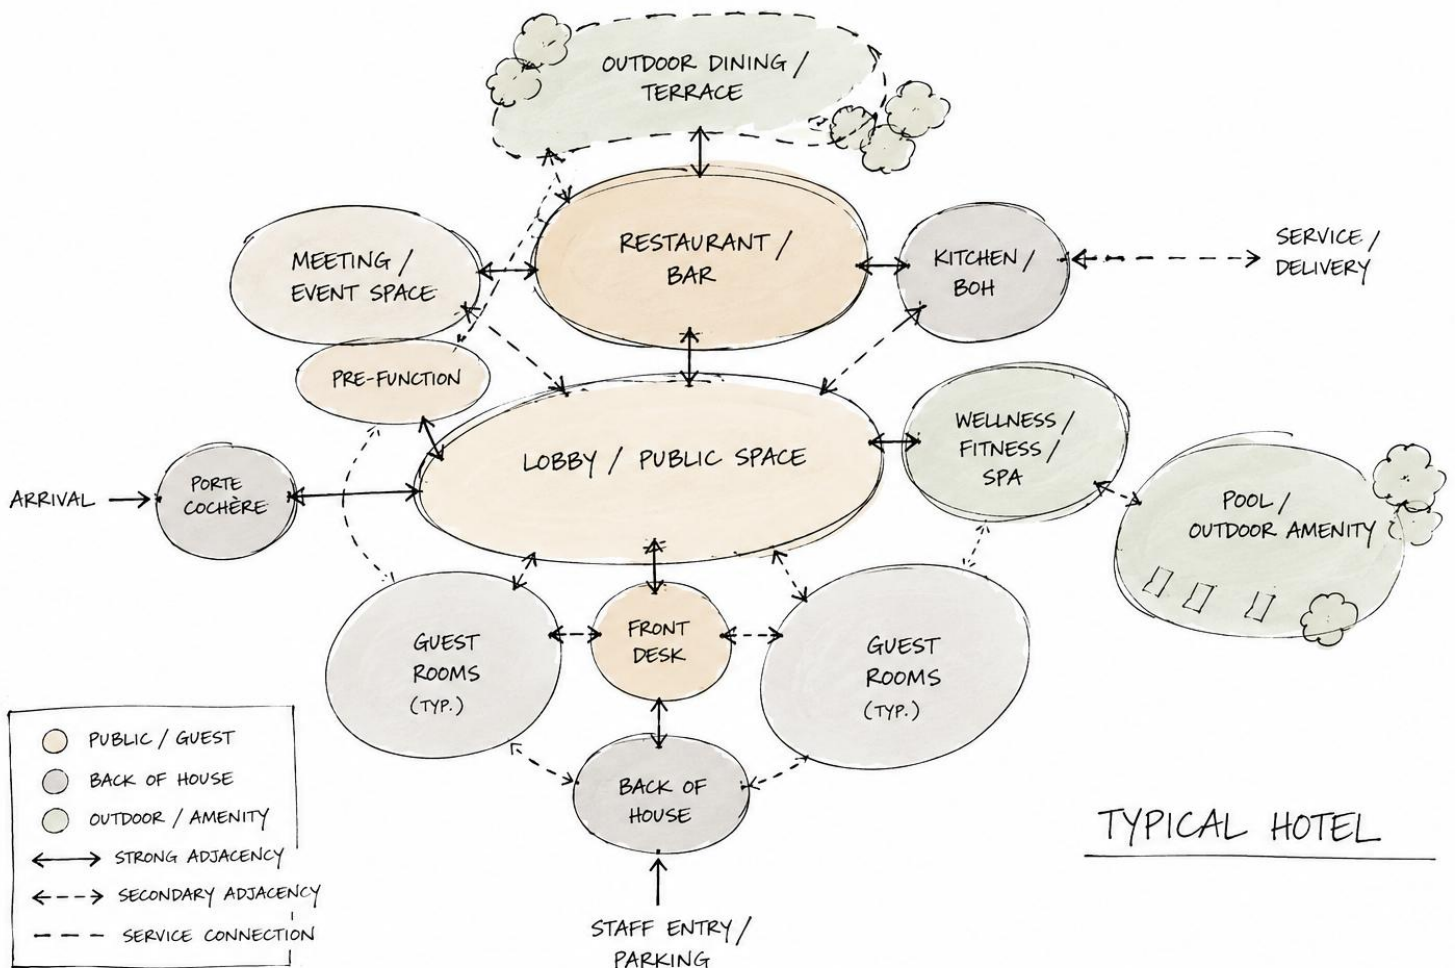 OUTDOOR DINING /
TERRACE
RESTAURANT /
BAR
MEETING /
EVENT SPACE
KITCHEN /
BOH
SERVICE /
DELIVERY
PRE-FUNCTION
LOBBY / PUBLIC SPACE
WELLNESS /
FITNESS /
SPA
ARRIVAL
PORTE
COCHÈRE
POOL /
OUTDOOR AMENITY
GUEST
ROOMS
(TYP.)
FRONT
DESK
GUEST
ROOMS
(TYP.)
BACK OF
HOUSE
STAFF ENTRY /
PARKING
PUBLIC / GUEST
BACK OF HOUSE
OUTDOOR / AMENITY
STRONG ADJACENCY
SECONDARY ADJACENCY
SERVICE CONNECTION
TYPICAL HOTEL